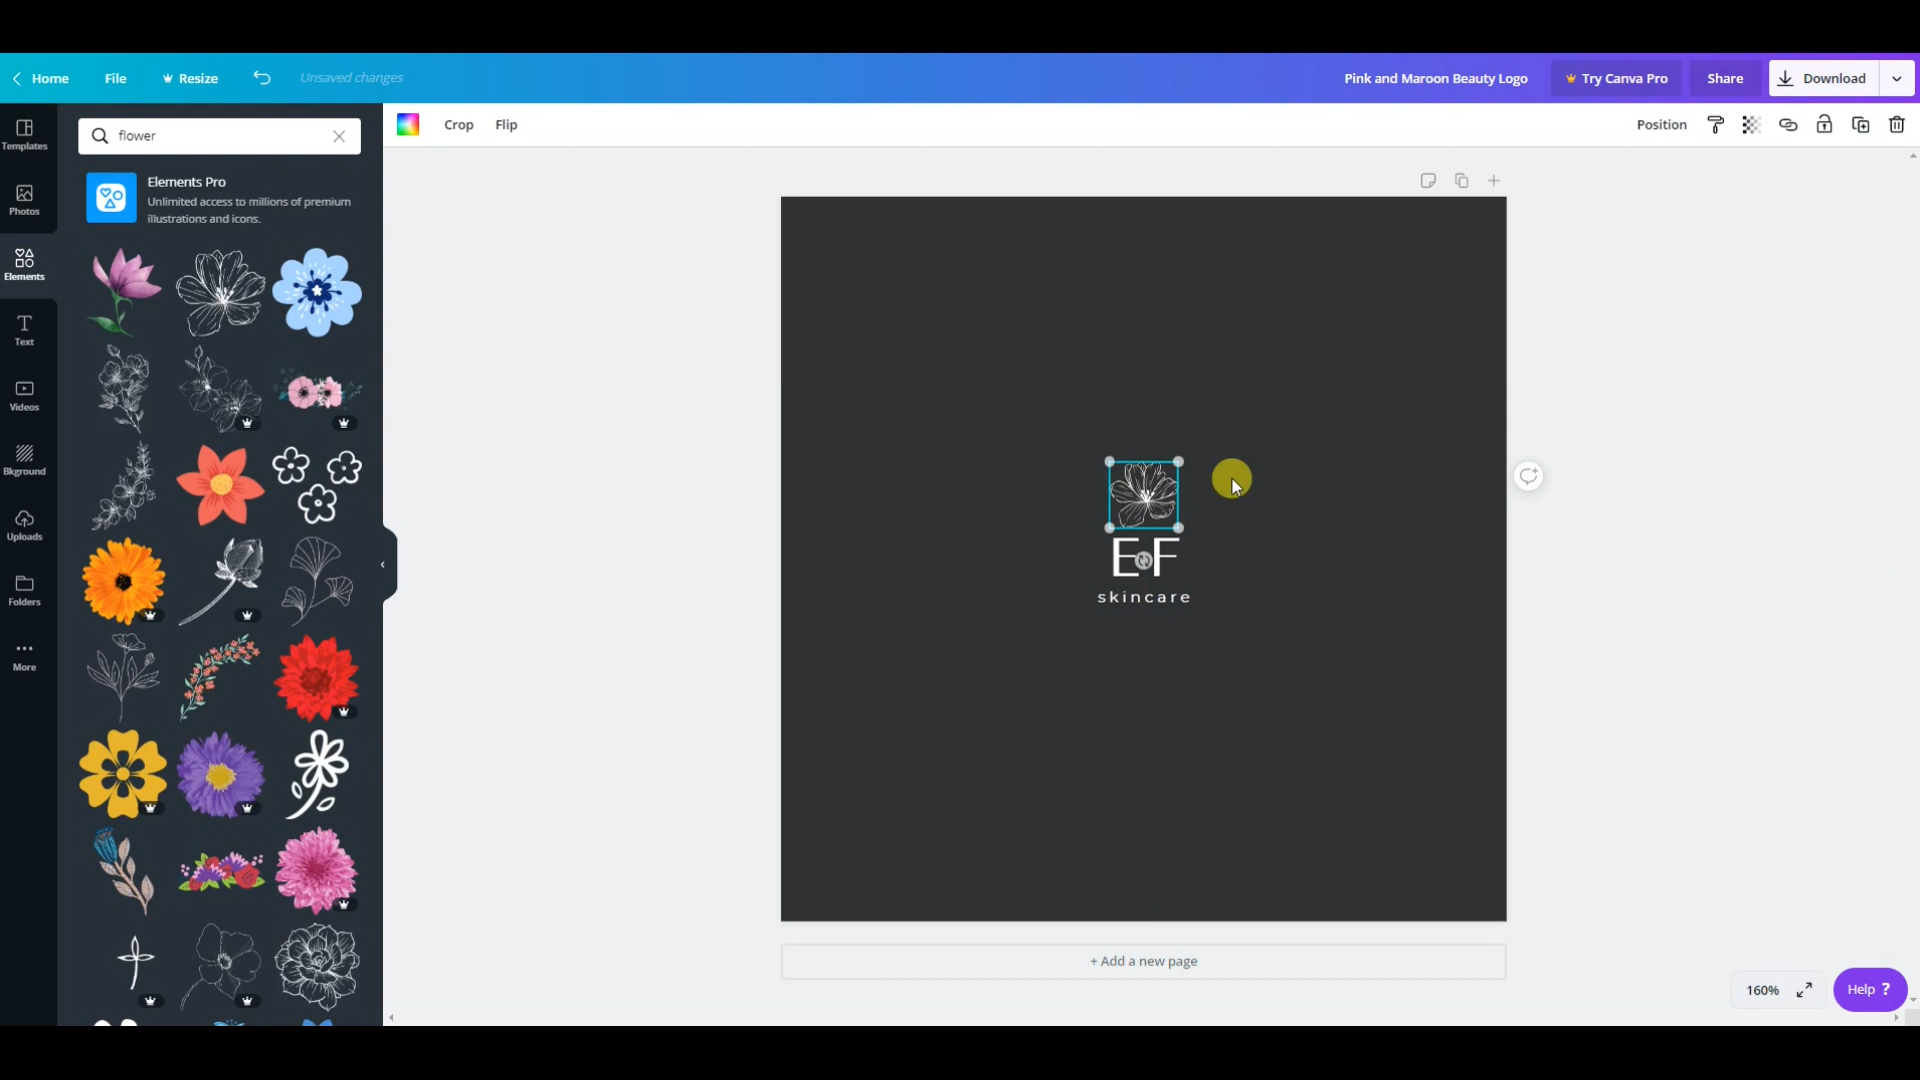 Home File Resize Unsaved changes Pink and Maroon Beauty Logo Try Canva Pro Share Download
flower
Crop Flip Position
Templates
Elements Pro
Unlimited access to millions of premium
illustrations and icons.
Photos
Elements
Text
Videos
Bkground
Uploads
Folders
More
EF
skincare
+ Add a new page
160% Help ?